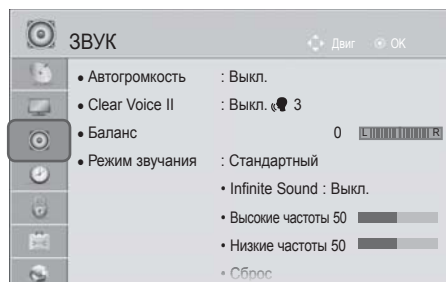 ЗВУК Двиг OK
• Автогромкость : Выкл.
• Clear Voice II : Выкл. 3
• Баланс 0 L R
• Режим звучания : Стандартный
• Infinite Sound : Выкл.
• Высокие частоты 50
• Низкие частоты 50
• Сброс